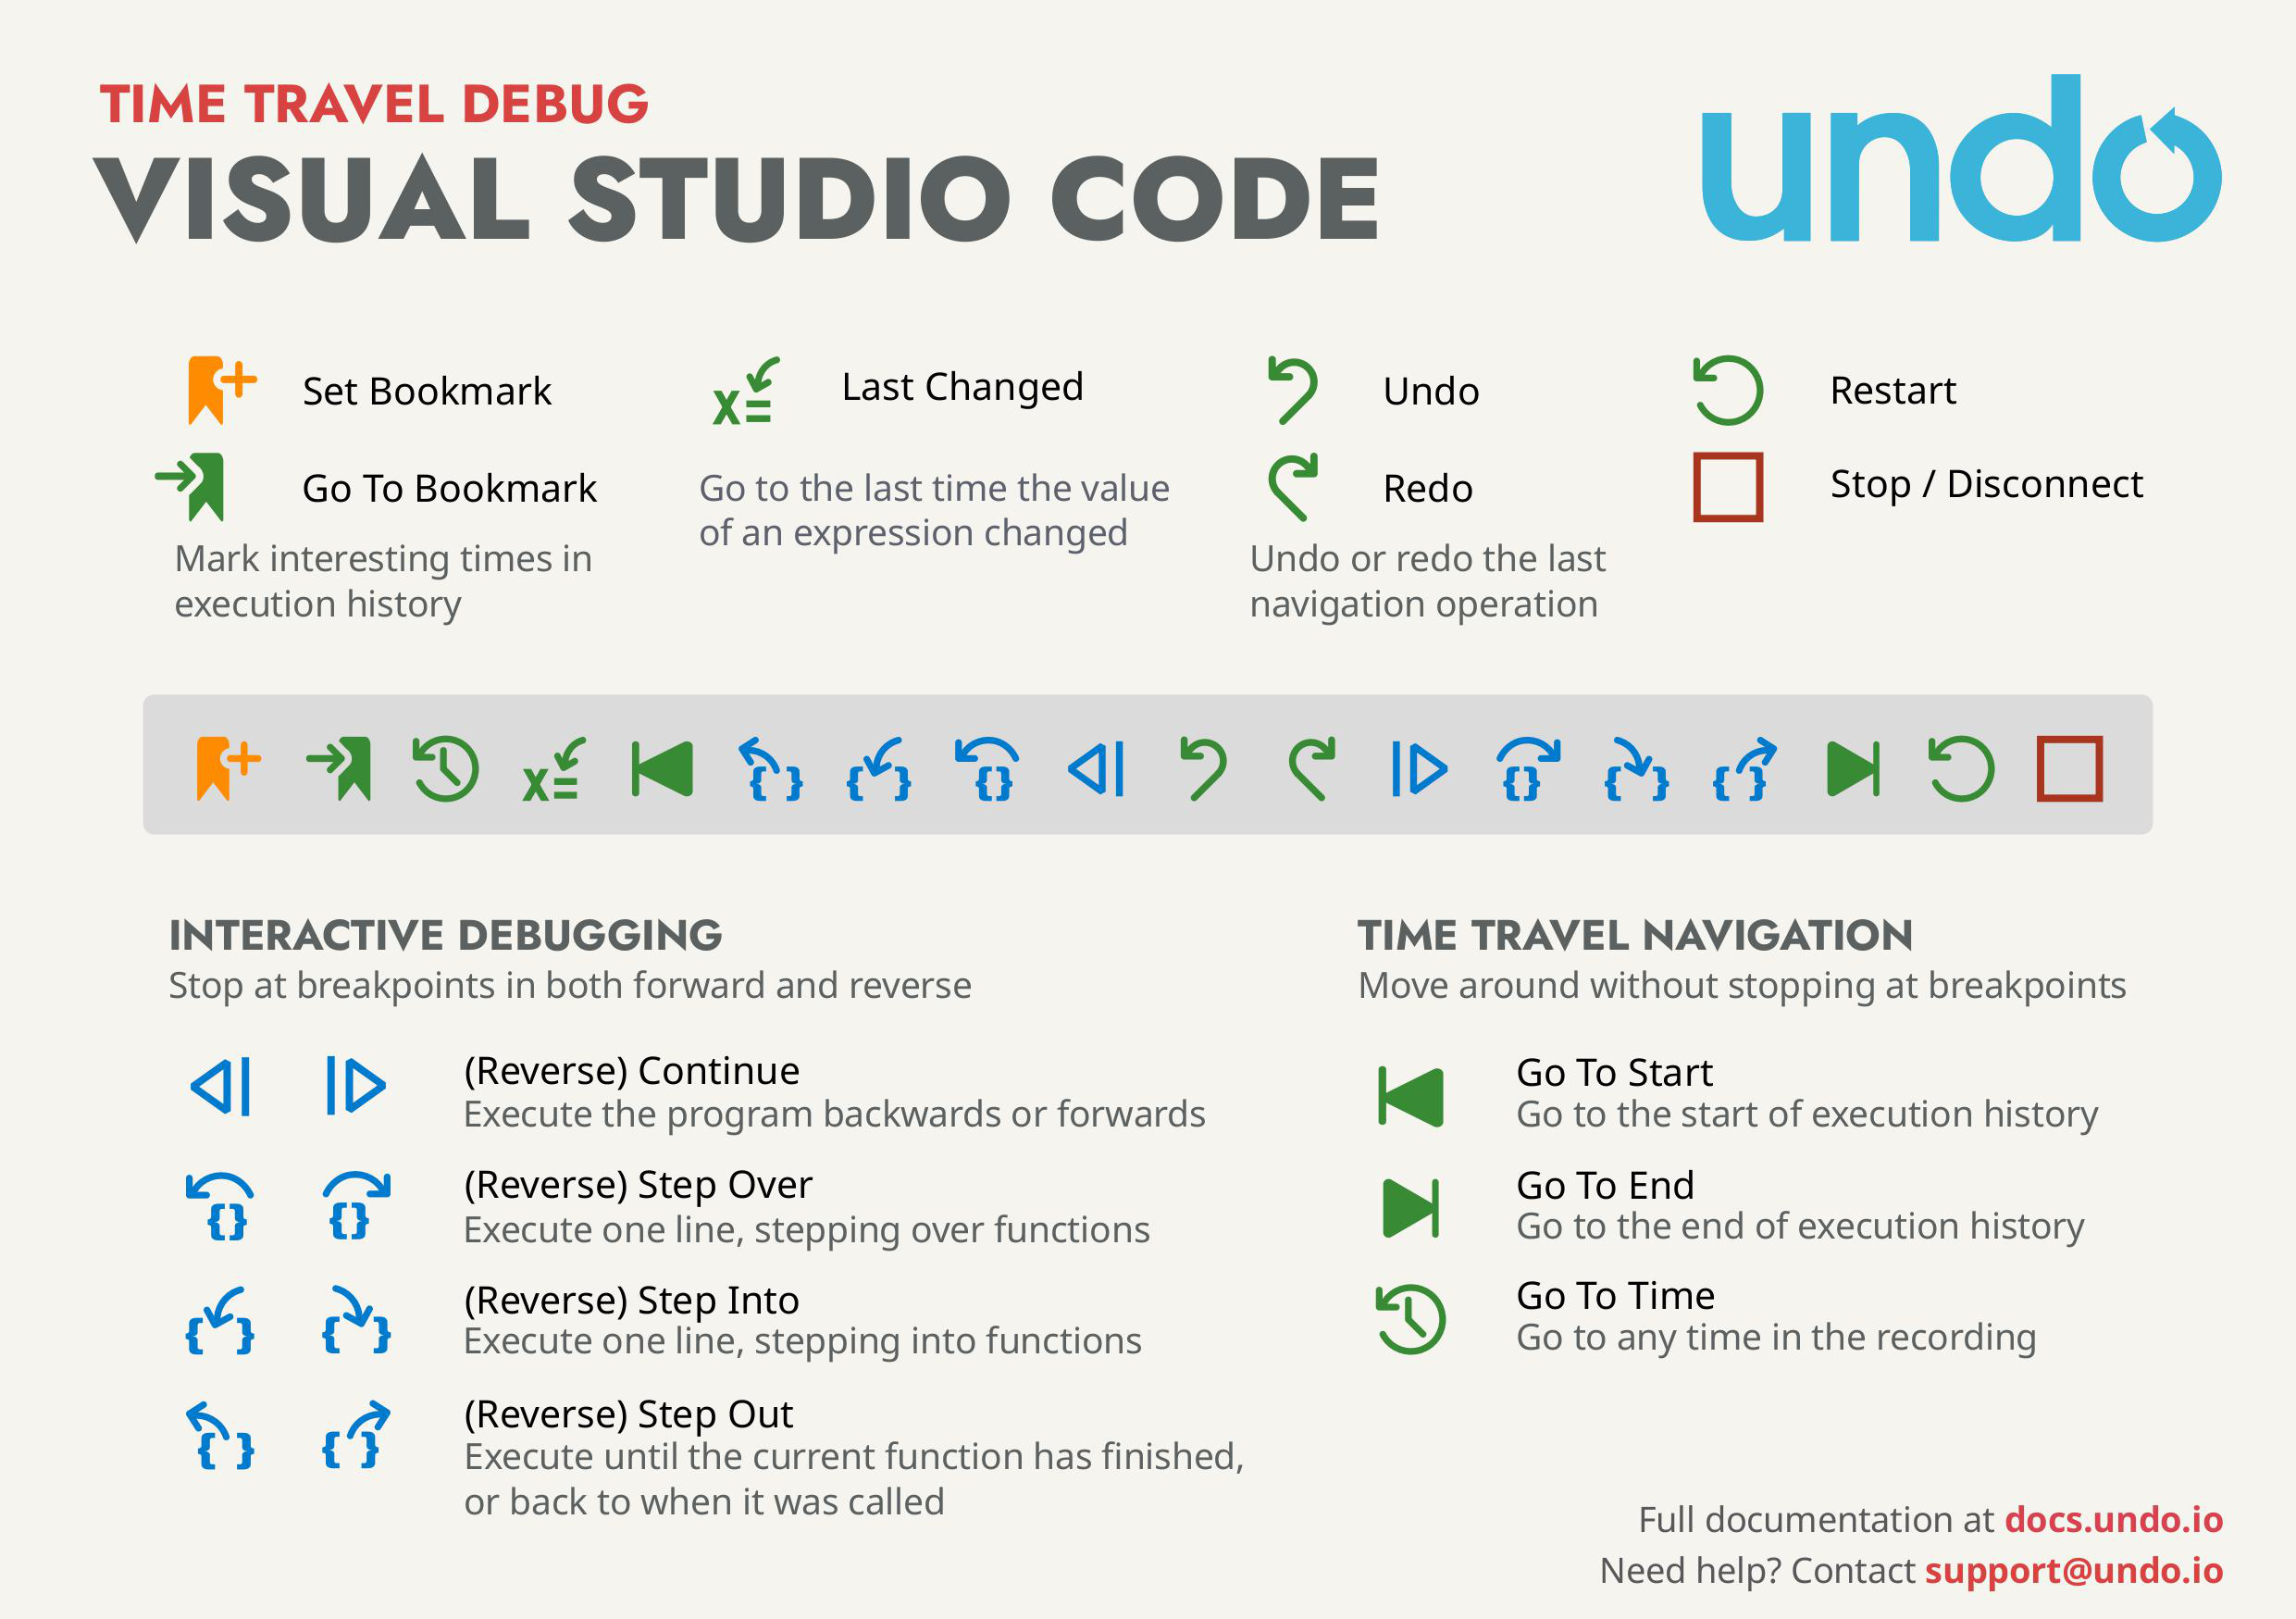 TIME TRAVEL DEBUG
VISUAL STUDIO CODE
undo
Set Bookmark
Go To Bookmark
Mark interesting times in
execution history
x= Last Changed
Go to the last time the value
of an expression changed
Undo
Redo
Undo or redo the last
navigation operation
Restart
Stop / Disconnect
x= { } { } {} {} { } { }
INTERACTIVE DEBUGGING
Stop at breakpoints in both forward and reverse
(Reverse) Continue
Execute the program backwards or forwards
{} {} (Reverse) Step Over
Execute one line, stepping over functions
{ } { } (Reverse) Step Into
Execute one line, stepping into functions
{ } { } (Reverse) Step Out
Execute until the current function has finished,
or back to when it was called
TIME TRAVEL NAVIGATION
Move around without stopping at breakpoints
Go To Start
Go to the start of execution history
Go To End
Go to the end of execution history
Go To Time
Go to any time in the recording
Full documentation at docs.undo.io
Need help? Contact support@undo.io